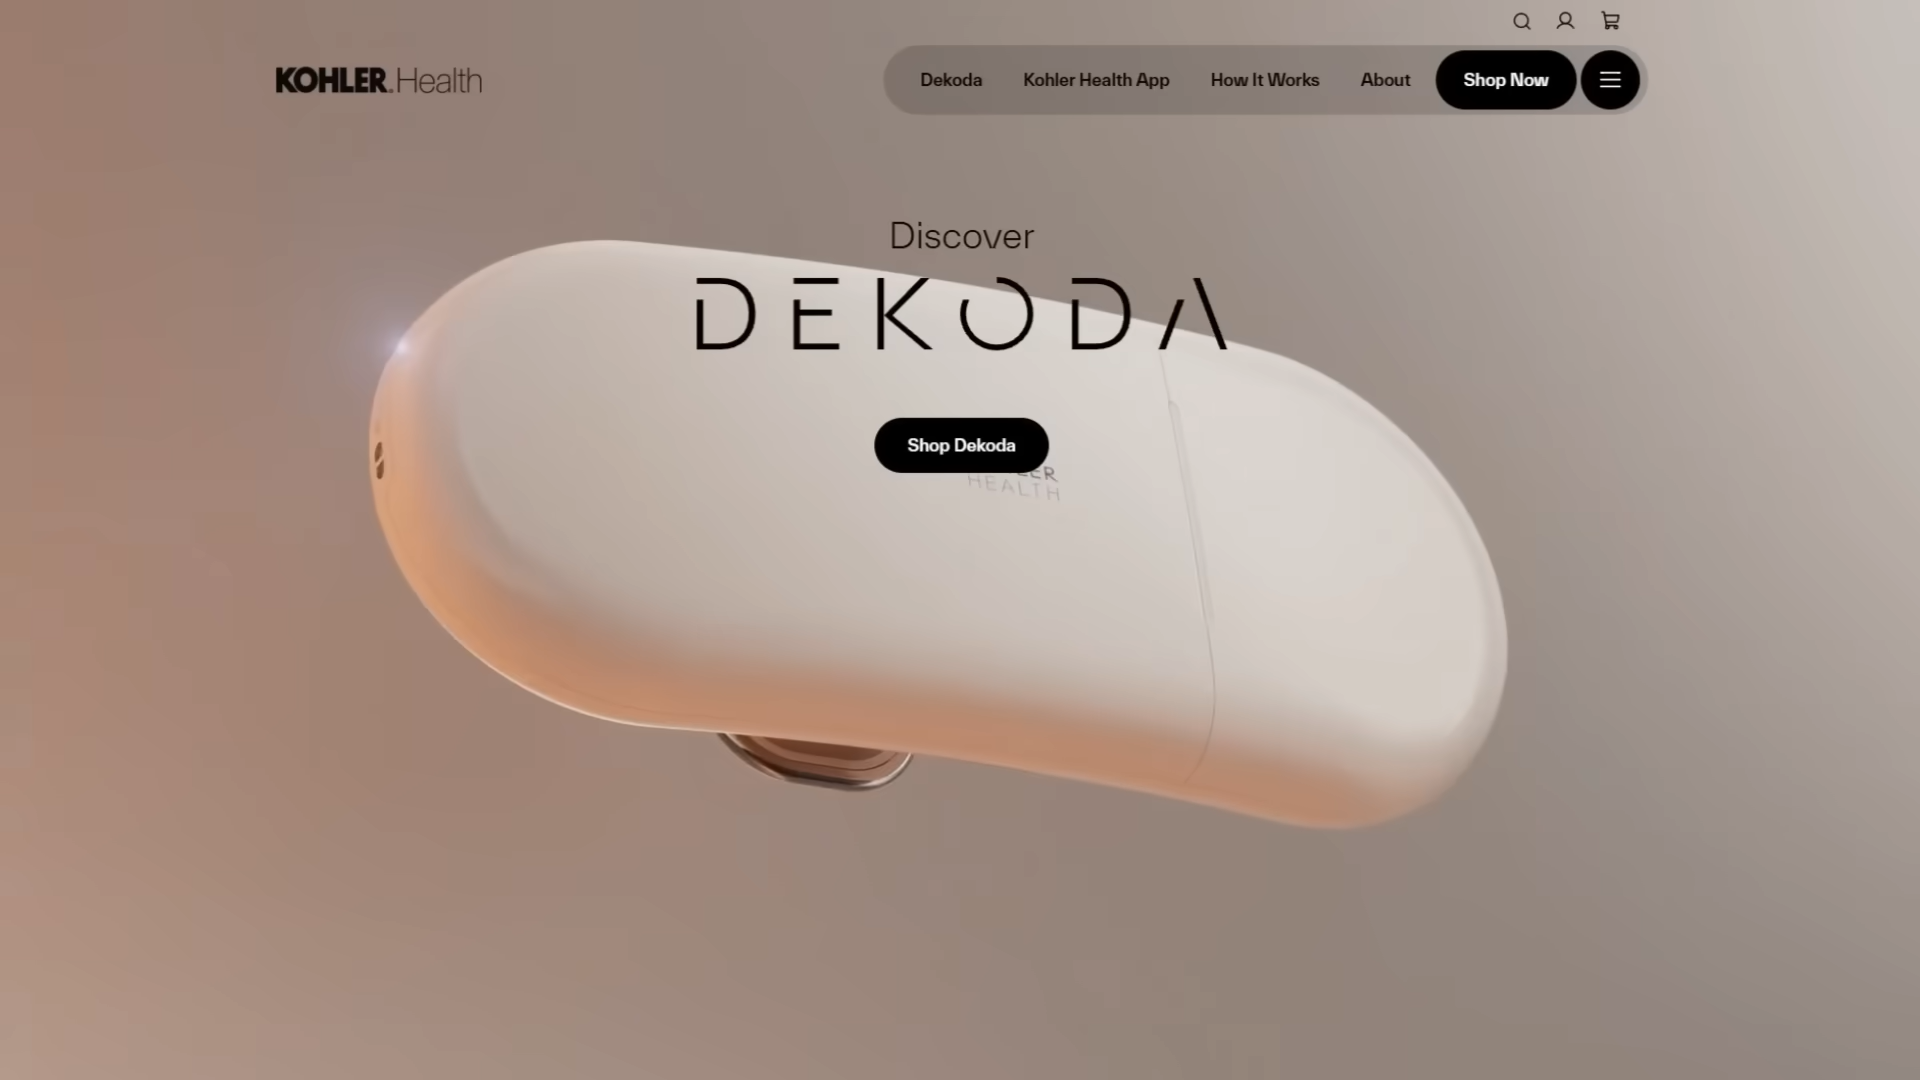 KOHLER.Health
Dekoda
Kohler Health App
How It Works
About
Shop Now
Discover
DEKODA
Shop Dekoda
HEALTH